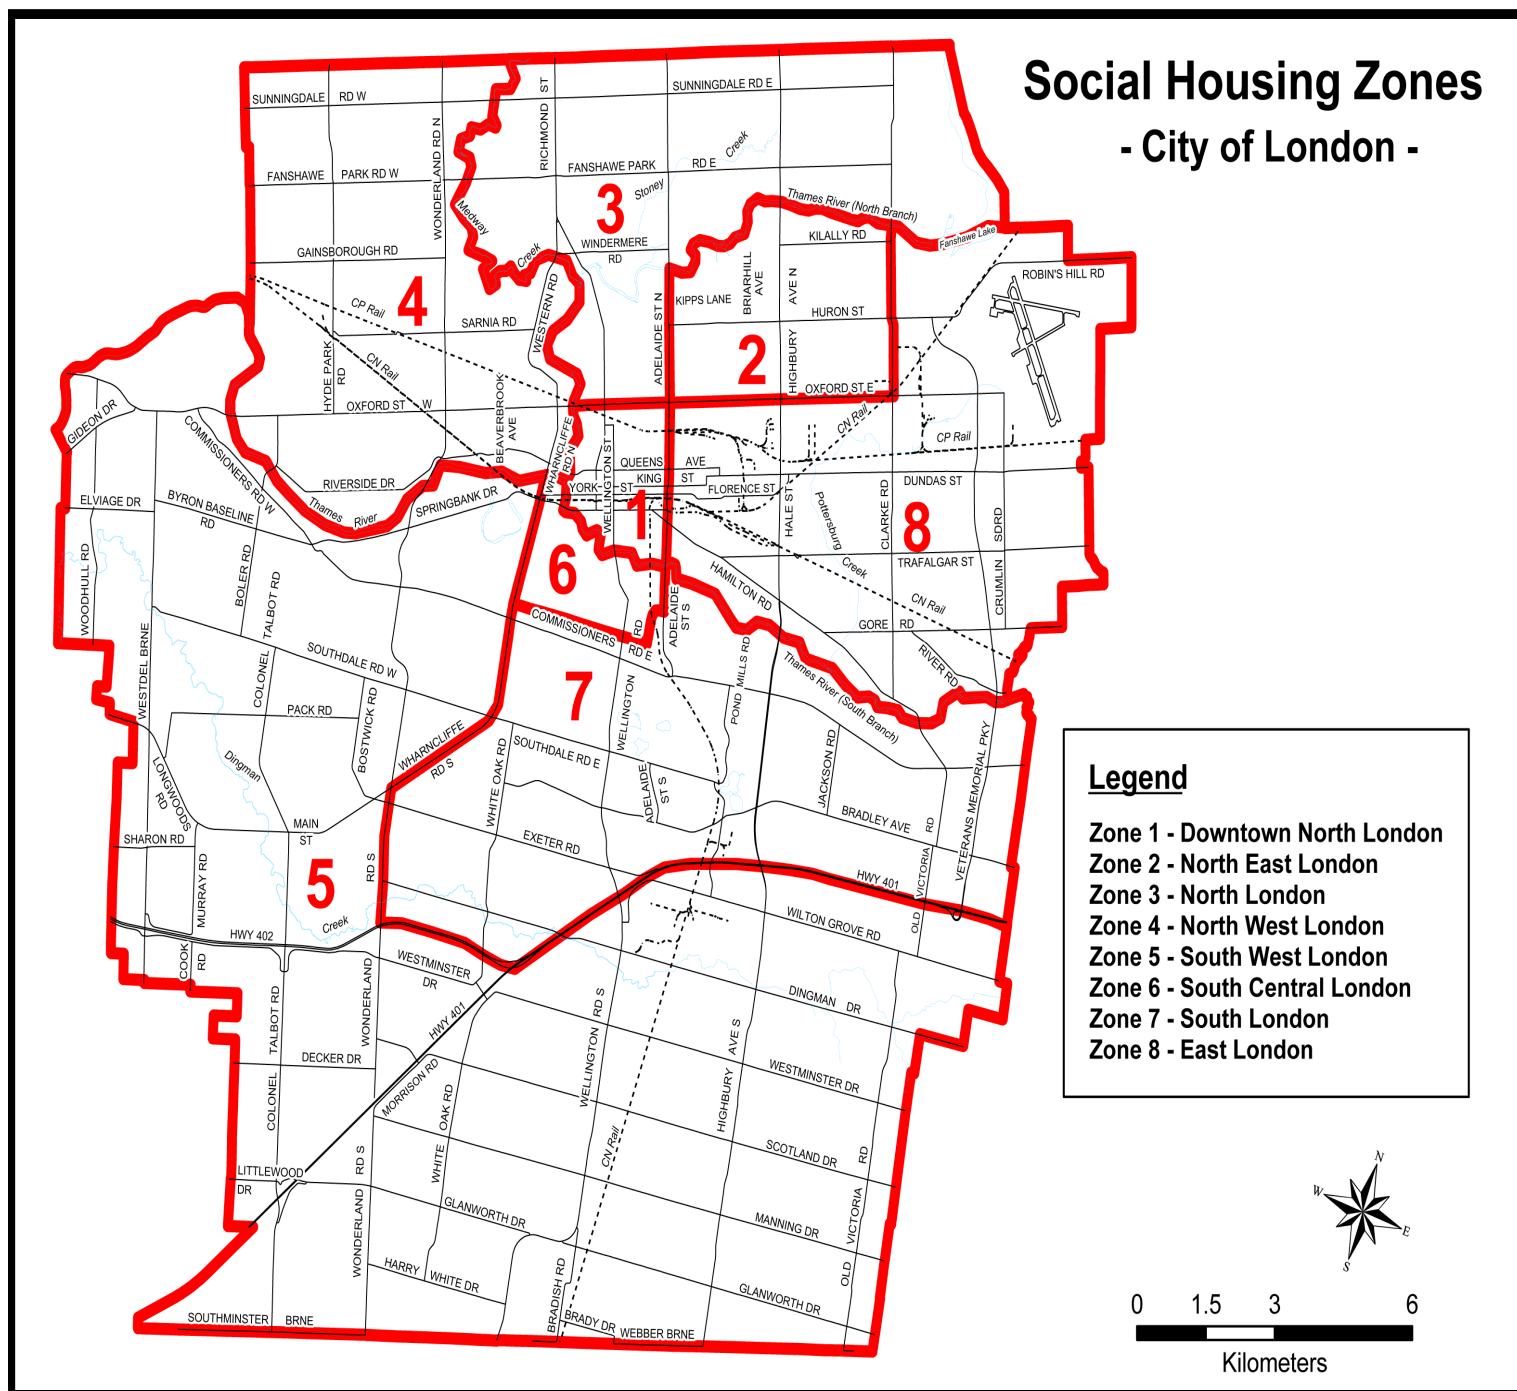 Social Housing Zones
- City of London -
SUNNINGDALE RD W
SUNNINGDALE RD E
RICHMOND ST
WONDERLAND RD N
FANSHAWE PARK RD W
FANSHAWE PARK RD E
Stoney Creek
3
Medway Creek
Thames River (North Branch)
Fanshawe Lake
KILALLY RD
WINDERMERE
RD
GAINSBOROUGH RD
ROBIN'S HILL RD
4
CP Rail
SARNIA RD
WESTERN RD
ADELAIDE ST N
KIPPS LANE
BRIARHILL
AVE
HIGHBURY AVE N
HURON ST
2
CN Rail
HYDE PARK
RD
OXFORD ST W
OXFORD ST E
BEAVERBROOK
AVE
WHARNCLIFFE
RD N
WELLINGTON ST
GIDEON DR
COMMISSIONERS RD W
CN Rail
CP Rail
QUEENS AVE
KING ST
YORK ST
FLORENCE ST
DUNDAS ST
RIVERSIDE DR
SPRINGBANK DR
Thames River
ELVIAGE DR
BYRON BASELINE
RD
1
HALE ST
Pottersburg Creek
CLARKE RD
8
CRUMLIN SDRD
TRAFALGAR ST
HAMILTON RD
CN Rail
6
WOODHULL RD
BOLER RD
COLONEL TALBOT RD
WESTDEL BRNE
COMMISSIONERS RD E
ADELAIDE
ST S
GORE RD
RIVER RD
SOUTHDALE RD W
7
WELLINGTON RD
POND MILLS RD
Thames River (South Branch)
PACK RD
BOSTWICK RD
WHARNCLIFFE
RD S
WHITE OAK RD
SOUTHDALE RD E
ADELAIDE
ST S
JACKSON RD
VETERANS MEMORIAL PKY
Dingman Creek
LONGWOODS
RD
MAIN
ST
SHARON RD
EXETER RD
BRADLEY AVE
MURRAY RD
5
RD S
HWY 401
OLD VICTORIA RD
WILTON GROVE RD
HWY 402
COOK
RD
WESTMINSTER
DR
WONDERLAND
DINGMAN DR
HWY 401
COLONEL TALBOT RD
DECKER DR
MORRISON RD
WELLINGTON RD S
HIGHBURY AVE S
WESTMINSTER DR
WHITE OAK RD
CN Rail
SCOTLAND DR
LITTLEWOOD
DR
WONDERLAND RD S
GLANWORTH DR
MANNING DR
OLD VICTORIA RD
HARRY WHITE DR
GLANWORTH DR
BRADISH RD
BRADY DR
SOUTHMINSTER BRNE
WEBBER BRNE
Legend
Zone 1 - Downtown North London
Zone 2 - North East London
Zone 3 - North London
Zone 4 - North West London
Zone 5 - South West London
Zone 6 - South Central London
Zone 7 - South London
Zone 8 - East London
N
W
E
S
0 1.5 3 6
Kilometers